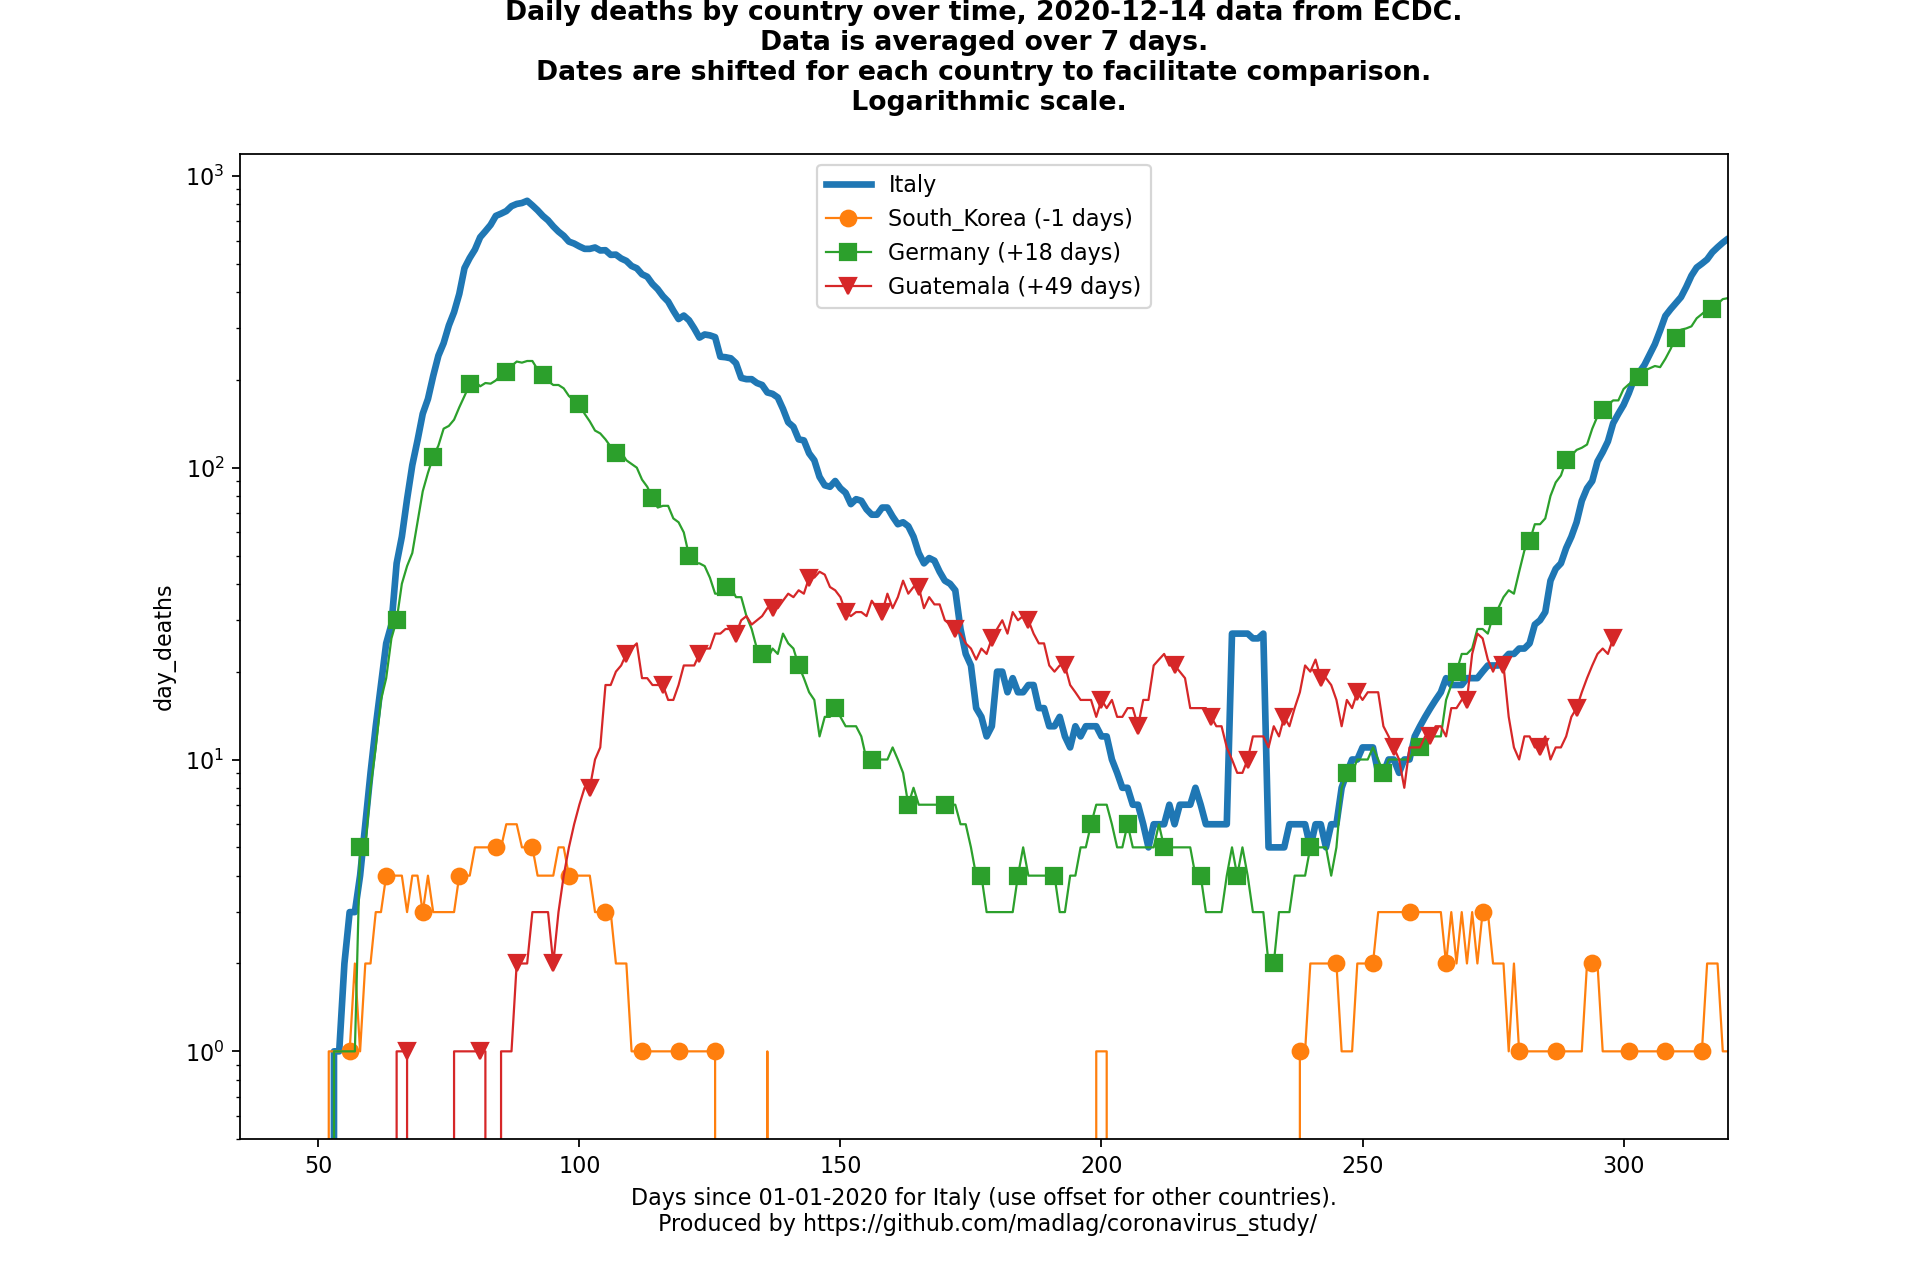 Daily deaths by country over time, 2020-12-14 data from ECDC.
Data is averaged over 7 days.
Dates are shifted for each country to facilitate comparison.
Logarithmic scale.
10³
10²
10¹
10⁰
day_deaths
Italy
South_Korea (-1 days)
Germany (+18 days)
Guatemala (+49 days)
50 100 150 200 250 300
Days since 01-01-2020 for Italy (use offset for other countries).
Produced by https://github.com/madlag/coronavirus_study/